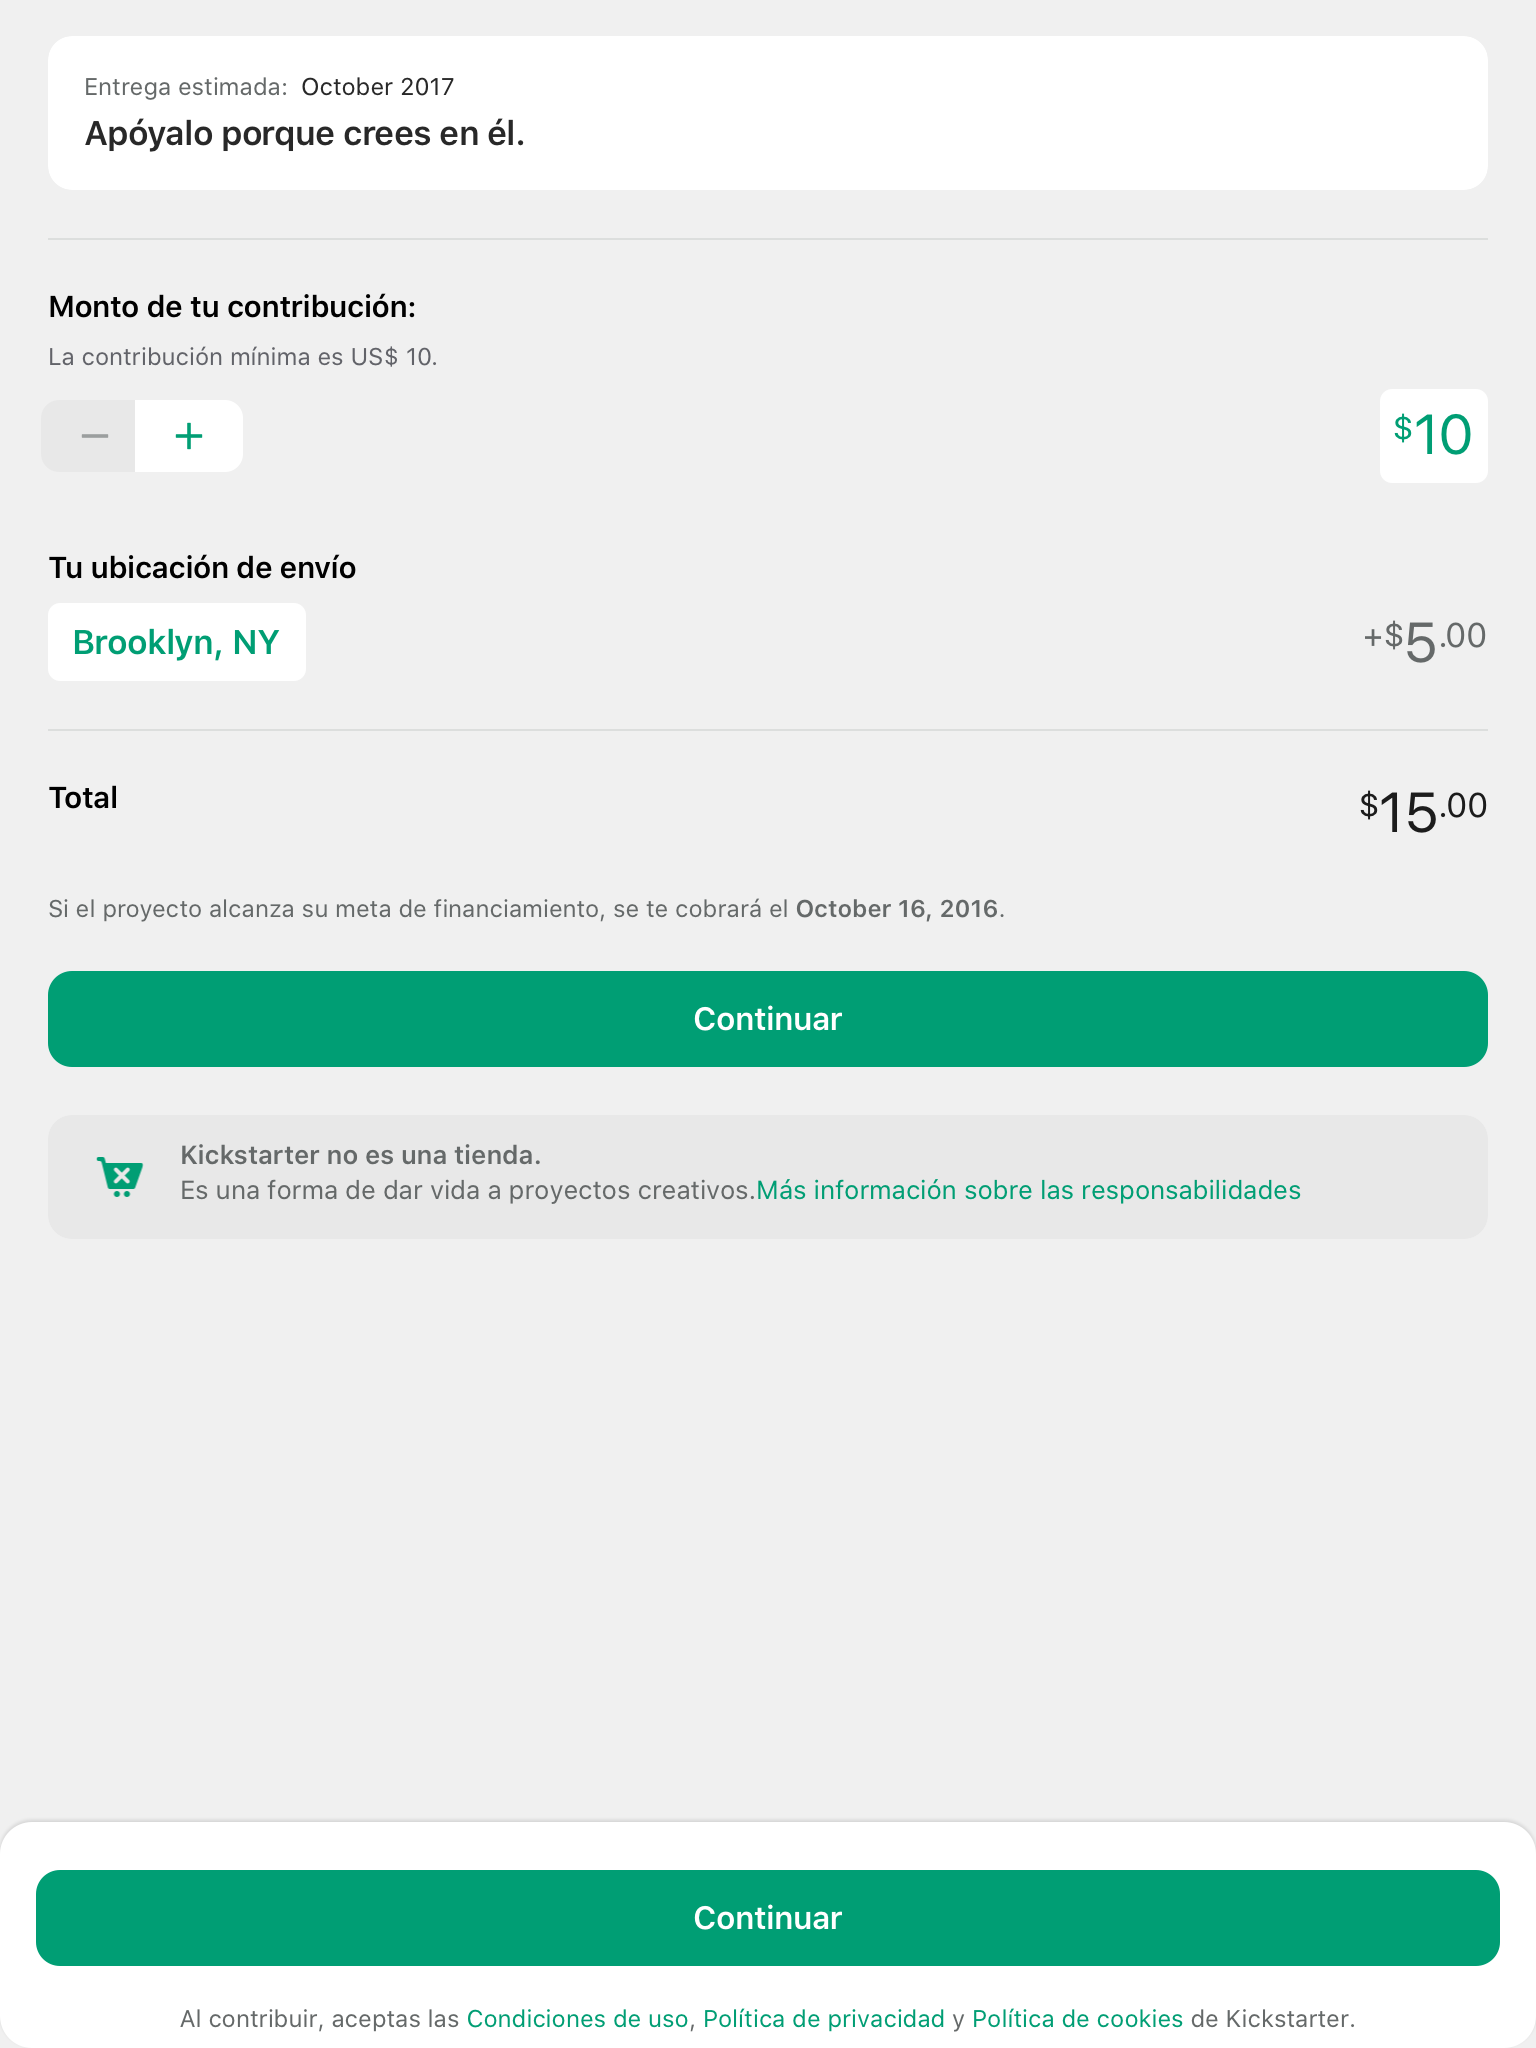 Entrega estimada: October 2017
Apóyalo porque crees en él.
Monto de tu contribución:
La contribución mínima es US$ 10.
$10
Tu ubicación de envío
Brooklyn, NY
+$5.00
Total
$15.00
Si el proyecto alcanza su meta de financiamiento, se te cobrará el October 16, 2016.
Continuar
Kickstarter no es una tienda.
Es una forma de dar vida a proyectos creativos.Más información sobre las responsabilidades
Continuar
Al contribuir, aceptas las Condiciones de uso, Política de privacidad y Política de cookies de Kickstarter.